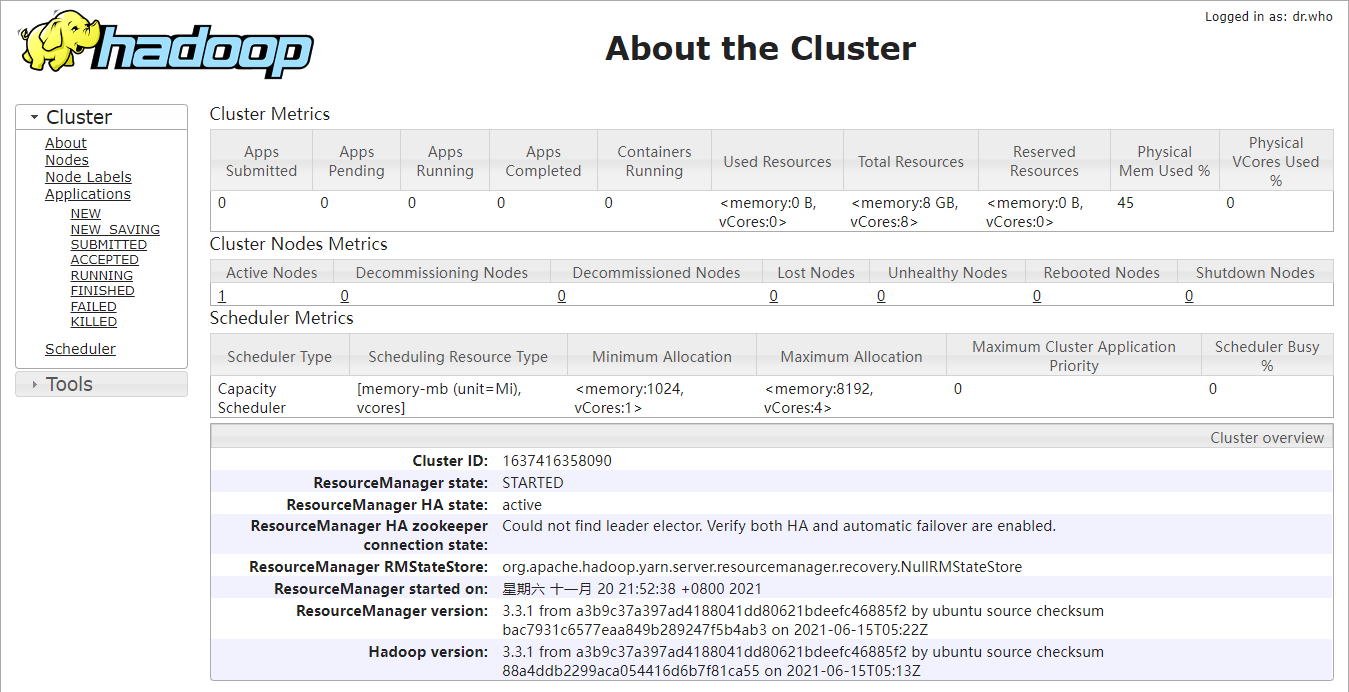 Logged in as: dr.who
hadoop
About the Cluster
Cluster
About
Nodes
Node Labels
Applications
NEW
NEW_SAVING
SUBMITTED
ACCEPTED
RUNNING
FINISHED
FAILED
KILLED
Scheduler
Tools
Cluster Metrics
Apps Submitted	Apps Pending	Apps Running	Apps Completed	Containers Running	Used Resources	Total Resources	Reserved Resources	Physical Mem Used %	Physical VCores Used %
0	0	0	0	0	<memory:0 B, vCores:0>	<memory:8 GB, vCores:8>	<memory:0 B, vCores:0>	45	0
Cluster Nodes Metrics
Active Nodes	Decommissioning Nodes	Decommissioned Nodes	Lost Nodes	Unhealthy Nodes	Rebooted Nodes	Shutdown Nodes
1	0	0	0	0	0	0
Scheduler Metrics
Scheduler Type	Scheduling Resource Type	Minimum Allocation	Maximum Allocation	Maximum Cluster Application Priority	Scheduler Busy %
Capacity Scheduler	[memory-mb (unit=Mi), vcores]	<memory:1024, vCores:1>	<memory:8192, vCores:4>	0	0
Cluster overview
Cluster ID: 1637416358090
ResourceManager state: STARTED
ResourceManager HA state: active
ResourceManager HA zookeeper connection state: Could not find leader elector. Verify both HA and automatic failover are enabled.
ResourceManager RMStateStore: org.apache.hadoop.yarn.server.resourcemanager.recovery.NullRMStateStore
ResourceManager started on: 星期六 十一月 20 21:52:38 +0800 2021
ResourceManager version: 3.3.1 from a3b9c37a397ad4188041dd80621bdeefc46885f2 by ubuntu source checksum
bac7931c6577eaa849b289247f5b4ab3 on 2021-06-15T05:22Z
Hadoop version: 3.3.1 from a3b9c37a397ad4188041dd80621bdeefc46885f2 by ubuntu source checksum
88a4ddb2299aca054416d6b7f81ca55 on 2021-06-15T05:13Z